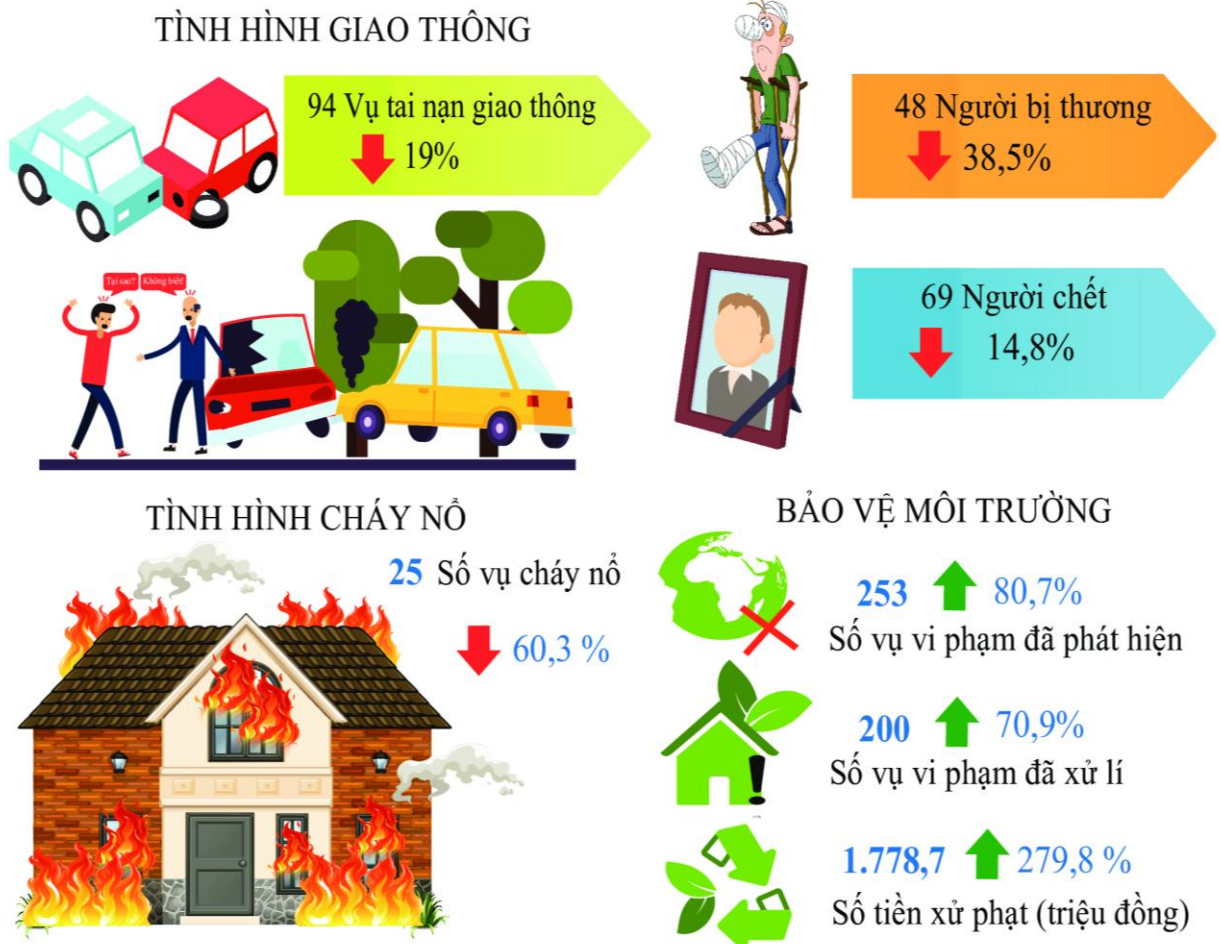 TÌNH HÌNH GIAO THÔNG
94 Vụ tai nạn giao thông
19%
48 Người bị thương
38,5%
Tại sao?
Không biết!
69 Người chết
14,8%
TÌNH HÌNH CHÁY NỔ
25 Số vụ cháy nổ
60,3 %
BẢO VỆ MÔI TRƯỜNG
253 80,7%
Số vụ vi phạm đã phát hiện
200 70,9%
Số vụ vi phạm đã xử lí
1.778,7 279,8 %
Số tiền xử phạt (triệu đồng)